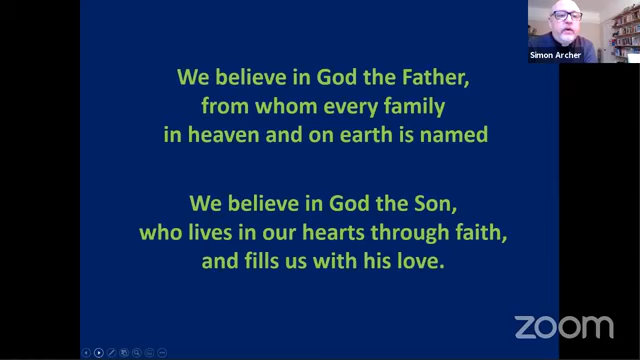 Simon Archer
We believe in God the Father,
from whom every family
in heaven and on earth is named
We believe in God the Son,
who lives in our hearts through faith,
and fills us with his love.
zoom